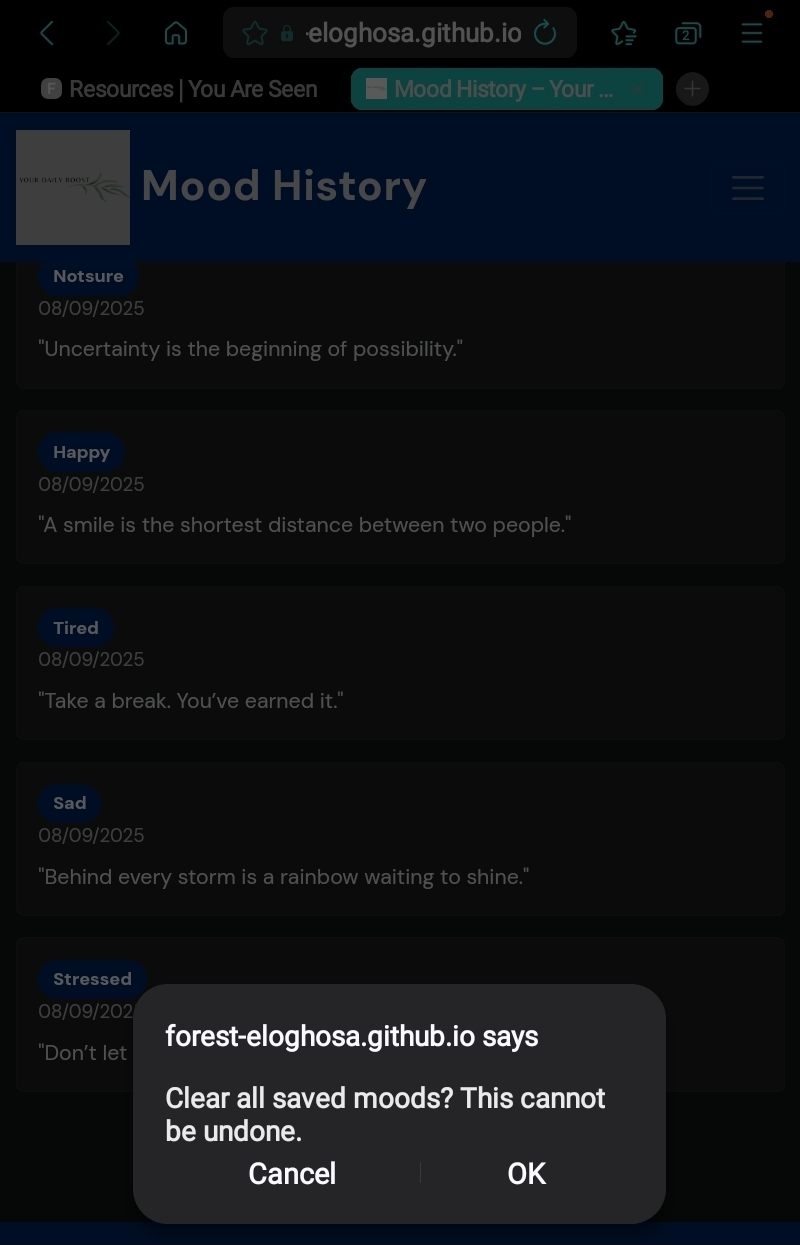 -eloghosa.github.io
2
F Resources | You Are Seen
Mood History – Your ...
YOUR DAILY BOOST
Mood History
Notsure
08/09/2025
"Uncertainty is the beginning of possibility."
Happy
08/09/2025
"A smile is the shortest distance between two people."
Tired
08/09/2025
"Take a break. You’ve earned it."
Sad
08/09/2025
"Behind every storm is a rainbow waiting to shine."
Stressed
08/09/202
"Don’t let
forest-eloghosa.github.io says
Clear all saved moods? This cannot
be undone.
Cancel
OK